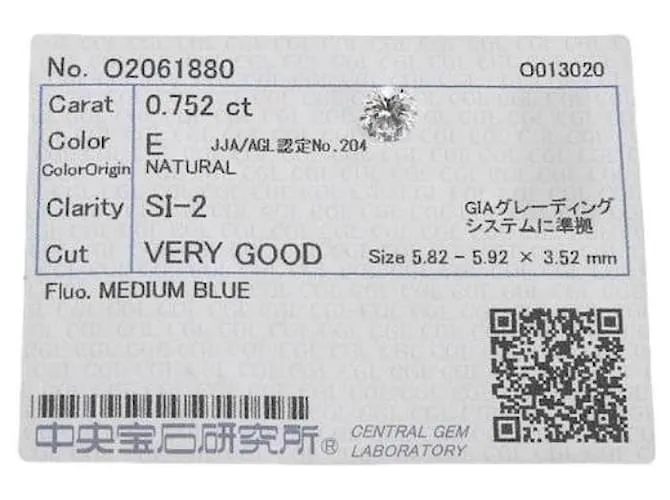 No. O2061880 O013020
Carat 0.752 ct
Color E JJA/AGL認定No.204
ColorOrigin NATURAL
Clarity SI-2 GIAグレーディング
システムに準拠
Cut VERY GOOD Size 5.82 - 5.92 × 3.52 mm
Fluo. MEDIUM BLUE
中央宝石研究所® CENTRAL GEM
LABORATORY